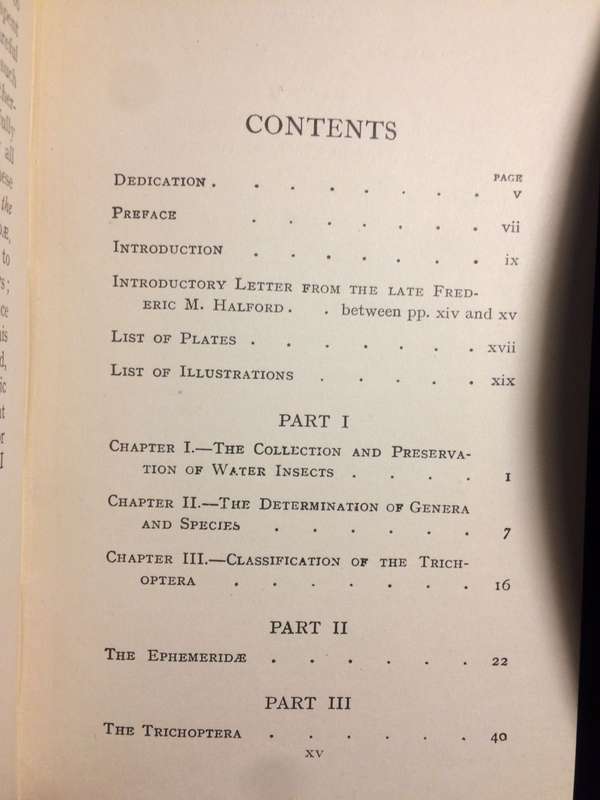 CONTENTS
PAGE
DEDICATION . . . . . . . . v
PREFACE . . . . . . . vii
INTRODUCTION . . . . . . . ix
INTRODUCTORY LETTER FROM THE LATE FRED-
ERIC M. HALFORD . . between pp. xiv and xv
LIST OF PLATES . . . . . . . xvii
LIST OF ILLUSTRATIONS . . . . . xix
PART I
CHAPTER I.—THE COLLECTION AND PRESERVA-
TION OF WATER INSECTS . . . . 1
CHAPTER II.—THE DETERMINATION OF GENERA
AND SPECIES . . . . . . 7
CHAPTER III.—CLASSIFICATION OF THE TRICH-
OPTERA . . . . . . . 16
PART II
THE EPHEMERIDÆ . . . . . . 22
PART III
THE TRICHOPTERA . . . . . . 40
XV
all
the
to